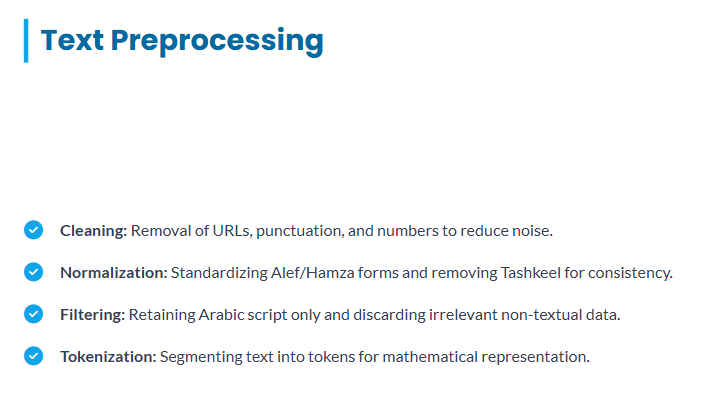 Text Preprocessing
Cleaning: Removal of URLs, punctuation, and numbers to reduce noise.
Normalization: Standardizing Alef/Hamza forms and removing Tashkeel for consistency.
Filtering: Retaining Arabic script only and discarding irrelevant non-textual data.
Tokenization: Segmenting text into tokens for mathematical representation.